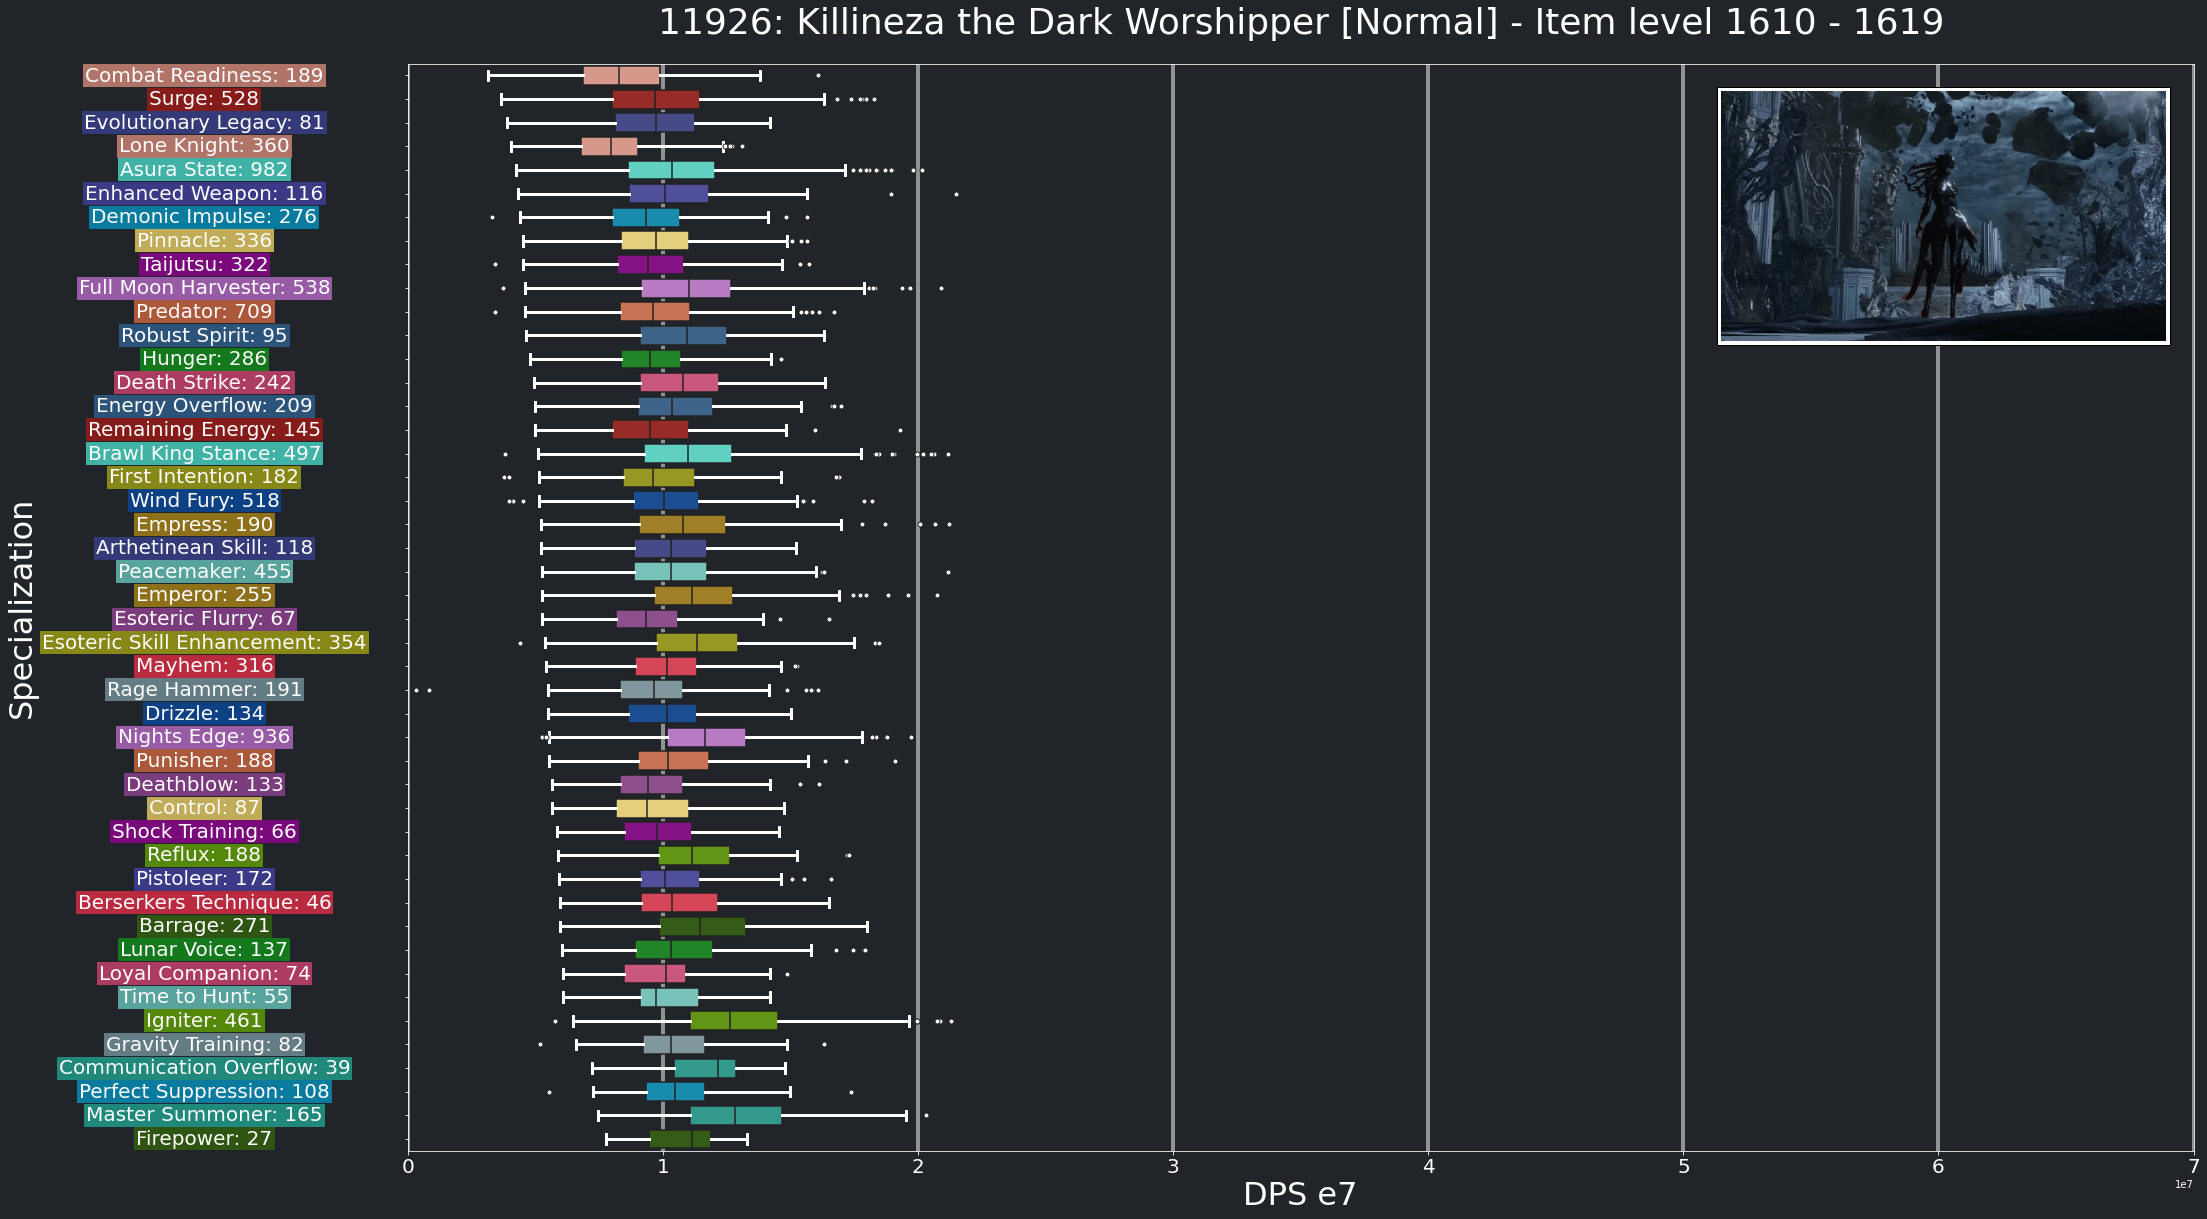 11926: Killineza the Dark Worshipper [Normal] - Item level 1610 - 1619
Combat Readiness: 189
Surge: 528
Evolutionary Legacy: 81
Lone Knight: 360
Asura State: 982
Enhanced Weapon: 116
Demonic Impulse: 276
Pinnacle: 336
Taijutsu: 322
Full Moon Harvester: 538
Predator: 709
Robust Spirit: 95
Hunger: 286
Death Strike: 242
Energy Overflow: 209
Remaining Energy: 145
Brawl King Stance: 497
First Intention: 182
Wind Fury: 518
Empress: 190
Arthetinean Skill: 118
Peacemaker: 455
Emperor: 255
Esoteric Flurry: 67
Esoteric Skill Enhancement: 354
Mayhem: 316
Rage Hammer: 191
Drizzle: 134
Nights Edge: 936
Punisher: 188
Deathblow: 133
Control: 87
Shock Training: 66
Reflux: 188
Pistoleer: 172
Berserkers Technique: 46
Barrage: 271
Lunar Voice: 137
Loyal Companion: 74
Time to Hunt: 55
Igniter: 461
Gravity Training: 82
Communication Overflow: 39
Perfect Suppression: 108
Master Summoner: 165
Firepower: 27
Specialization
0 1 2 3 4 5 6 7
1e7
DPS e7